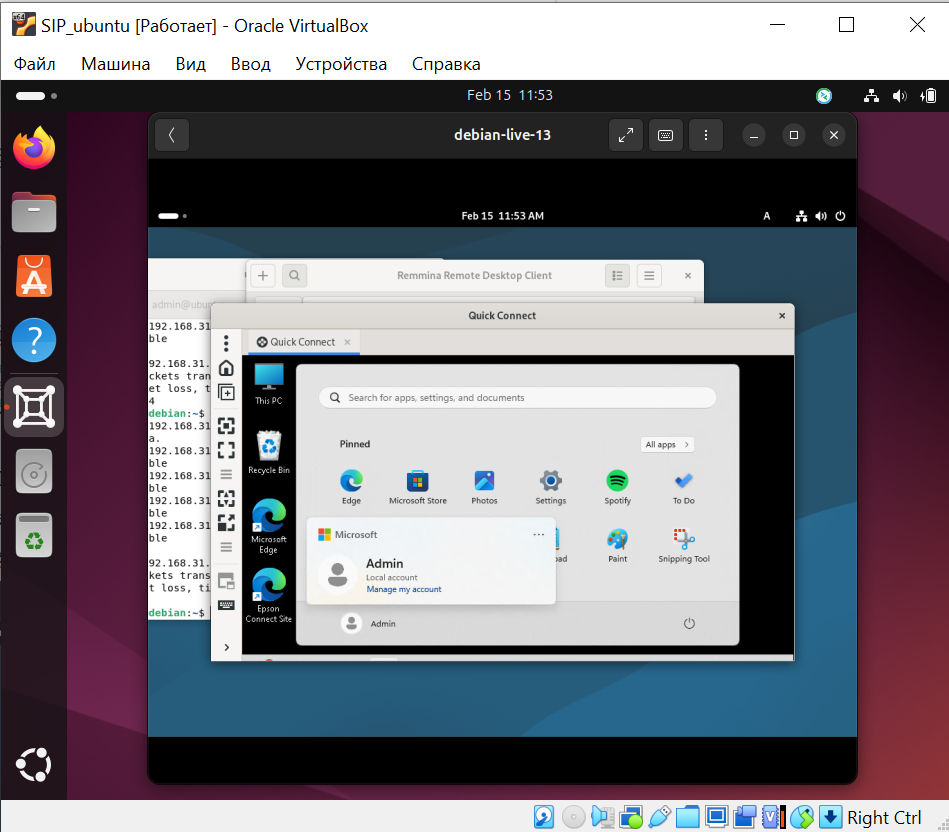 SIP_ubuntu [Работает] - Oracle VirtualBox
Файл Машина Вид Ввод Устройства Справка
Feb 15 11:53
debian-live-13
Feb 15 11:53 AM
A
Remmina Remote Desktop Client
admin@ubu
192.168.31
ble
92.168.31.
ckets tran
et loss, t
4
debian:~$
192.168.31
a.
192.168.31
ble
192.168.31
ble
192.168.31
ble
192.168.31
ble
92.168.31.
ckets trans
t loss, ti
debian:~$
Quick Connect
Quick Connect
This PC
Recycle Bin
Microsoft
Edge
Epson
Connect Site
Search for apps, settings, and documents
Pinned
All apps
Edge Microsoft Store Photos Settings Spotify To Do
ad Paint Snipping Tool
Microsoft
Admin
Local account
Manage my account
Admin
Right Ctrl